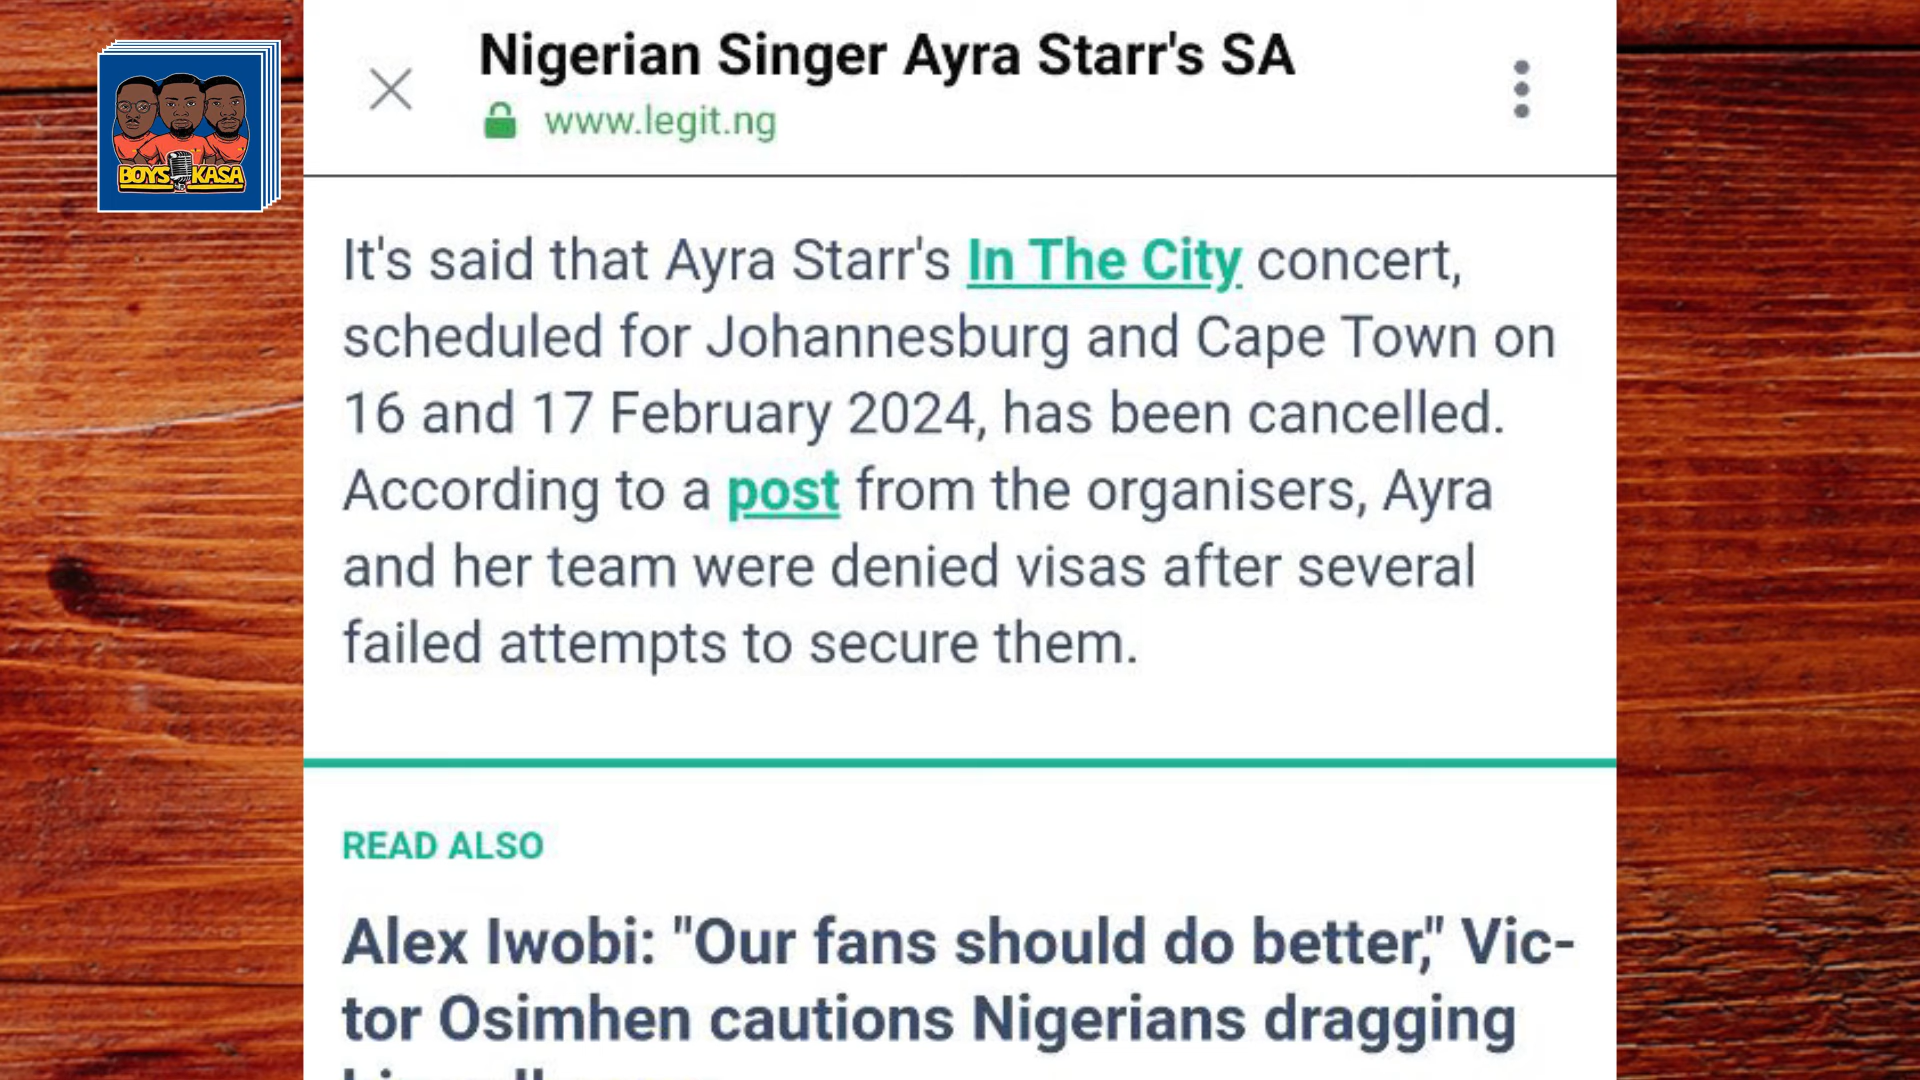 BOYS KASA
Nigerian Singer Ayra Starr's SA
www.legit.ng
It's said that Ayra Starr's In The City concert,
scheduled for Johannesburg and Cape Town on
16 and 17 February 2024, has been cancelled.
According to a post from the organisers, Ayra
and her team were denied visas after several
failed attempts to secure them.
READ ALSO
Alex Iwobi: "Our fans should do better," Vic-
tor Osimhen cautions Nigerians dragging